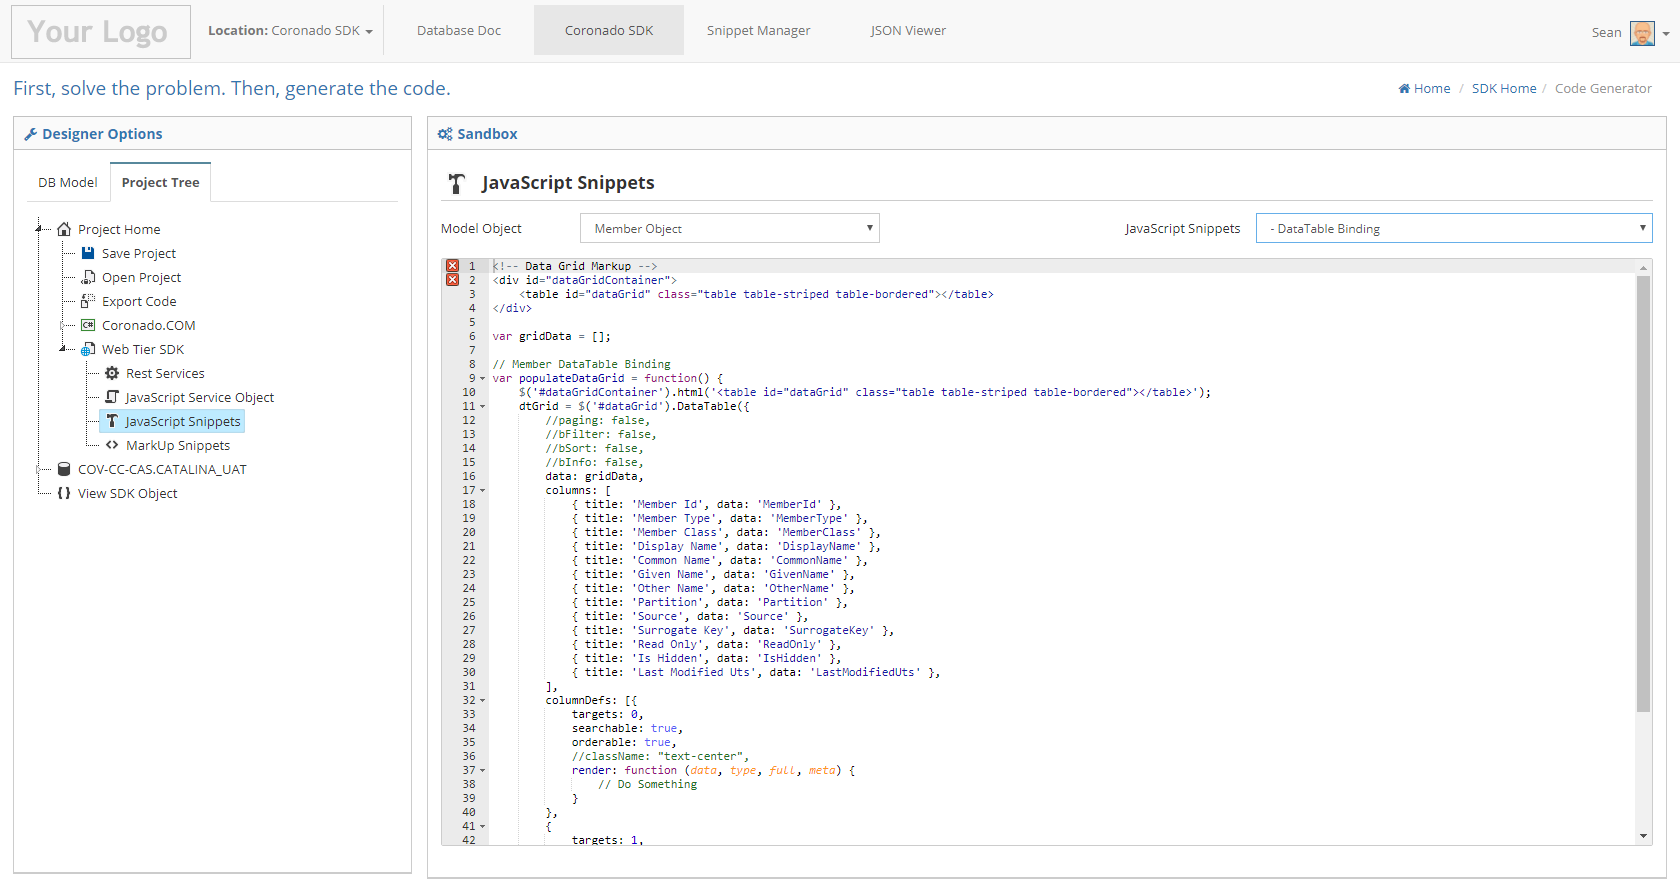 Your Logo
Location: Coronado SDK
Database Doc
Coronado SDK
Snippet Manager
JSON Viewer
Sean
First, solve the problem. Then, generate the code.
Home / SDK Home / Code Generator
Designer Options
DB Model
Project Tree
Project Home
Save Project
Open Project
Export Code
C# Coronado.COM
Web Tier SDK
Rest Services
JavaScript Service Object
JavaScript Snippets
MarkUp Snippets
COV-CC-CAS.CATALINA_UAT
View SDK Object
Sandbox
JavaScript Snippets
Model Object
Member Object
JavaScript Snippets
- DataTable Binding
1 <!-- Data Grid Markup -->
2 <div id="dataGridContainer">
3     <table id="dataGrid" class="table table-striped table-bordered"></table>
4 </div>
5
6 var gridData = [];
7
8 // Member DataTable Binding
9 var populateDataGrid = function() {
10     $('#dataGridContainer').html('<table id="dataGrid" class="table table-striped table-bordered"></table>');
11     dtGrid = $('#dataGrid').DataTable({
12         //paging: false,
13         //bFilter: false,
14         //bSort: false,
15         //bInfo: false,
16         data: gridData,
17         columns: [
18             { title: 'Member Id', data: 'MemberId' },
19             { title: 'Member Type', data: 'MemberType' },
20             { title: 'Member Class', data: 'MemberClass' },
21             { title: 'Display Name', data: 'DisplayName' },
22             { title: 'Common Name', data: 'CommonName' },
23             { title: 'Given Name', data: 'GivenName' },
24             { title: 'Other Name', data: 'OtherName' },
25             { title: 'Partition', data: 'Partition' },
26             { title: 'Source', data: 'Source' },
27             { title: 'Surrogate Key', data: 'SurrogateKey' },
28             { title: 'Read Only', data: 'ReadOnly' },
29             { title: 'Is Hidden', data: 'IsHidden' },
30             { title: 'Last Modified Uts', data: 'LastModifiedUts' },
31         ],
32         columnDefs: [{
33             targets: 0,
34             searchable: true,
35             orderable: true,
36             //className: "text-center",
37             render: function (data, type, full, meta) {
38                 // Do Something
39             }
40         },
41         {
42             targets: 1,